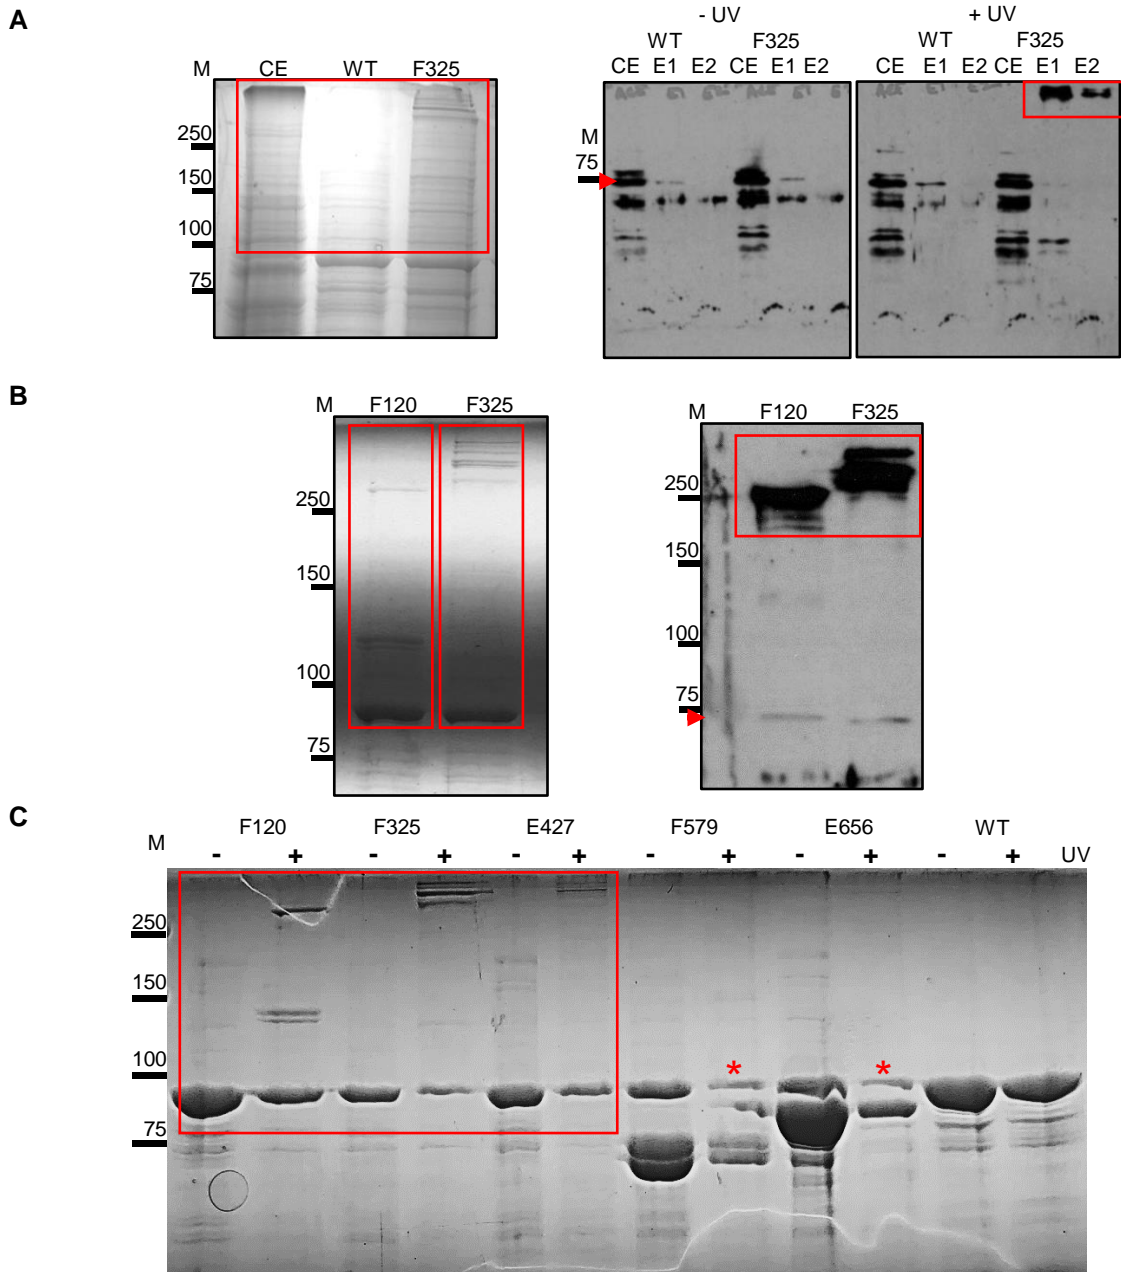 A
- UV + UV
WT F325 WT F325
M CE WT F325 CE E1 E2 CE E1 E2 CE E1 E2 CE E1 E2
250
150
100
75
M
75
B
M F120 F325 M F120 F325
250
150
100
75
250
150
100
75
C
F120 F325 E427 F579 E656 WT
M - + - + - + - + - + - + UV
250
150
100
75
* *